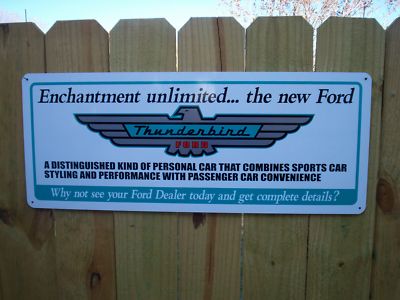 Enchantment unlimited... the new Ford
Thunderbird
FORD
A DISTINGUISHED KIND OF PERSONAL CAR THAT COMBINES SPORTS CAR
STYLING AND PERFORMANCE WITH PASSENGER CAR CONVENIENCE
Why not see your Ford Dealer today and get complete details?